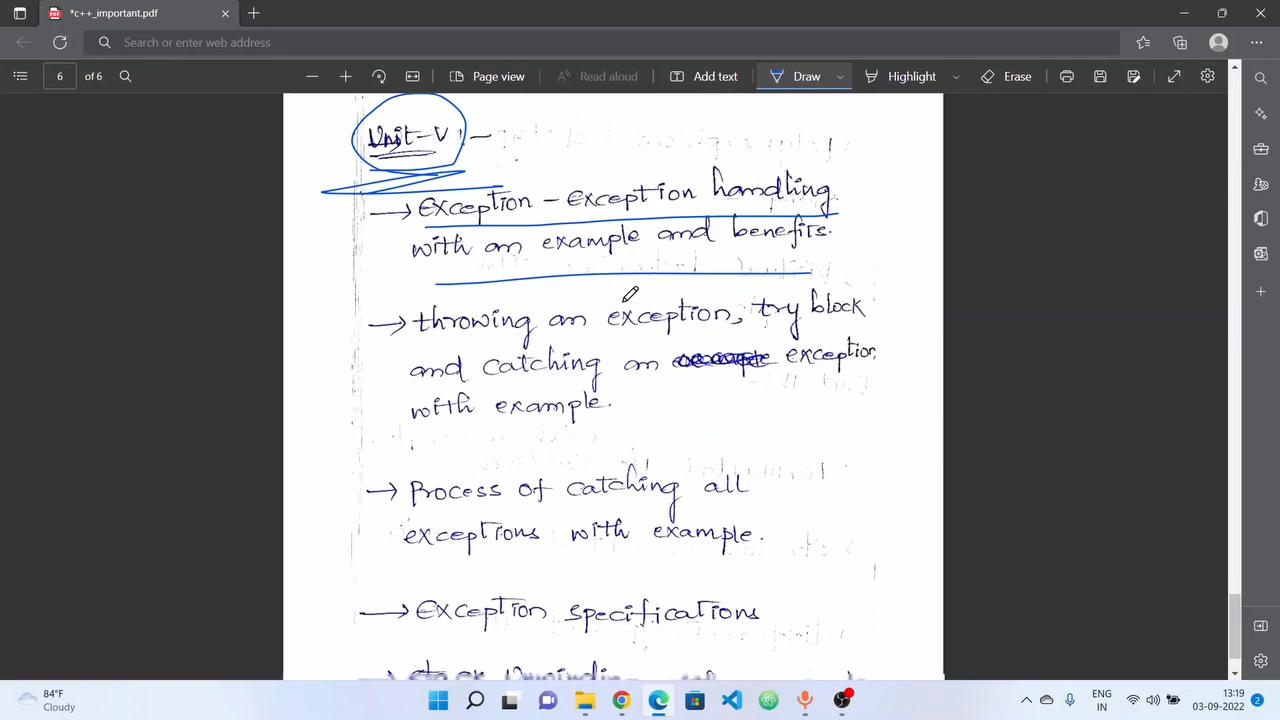 *c++_important.pdf
Search or enter web address
6 of 6
Page view
Read aloud
Add text
Draw
Highlight
Erase
Unit-V :-
→ Exception - exception handling
with an example and benefits.
→ throwing an exception, try block
and catching an exception
with example.
→ Process of catching all
exceptions with example.
→ Exception specifications
84°F
Cloudy
ENG
IN
13:19
03-09-2022
2